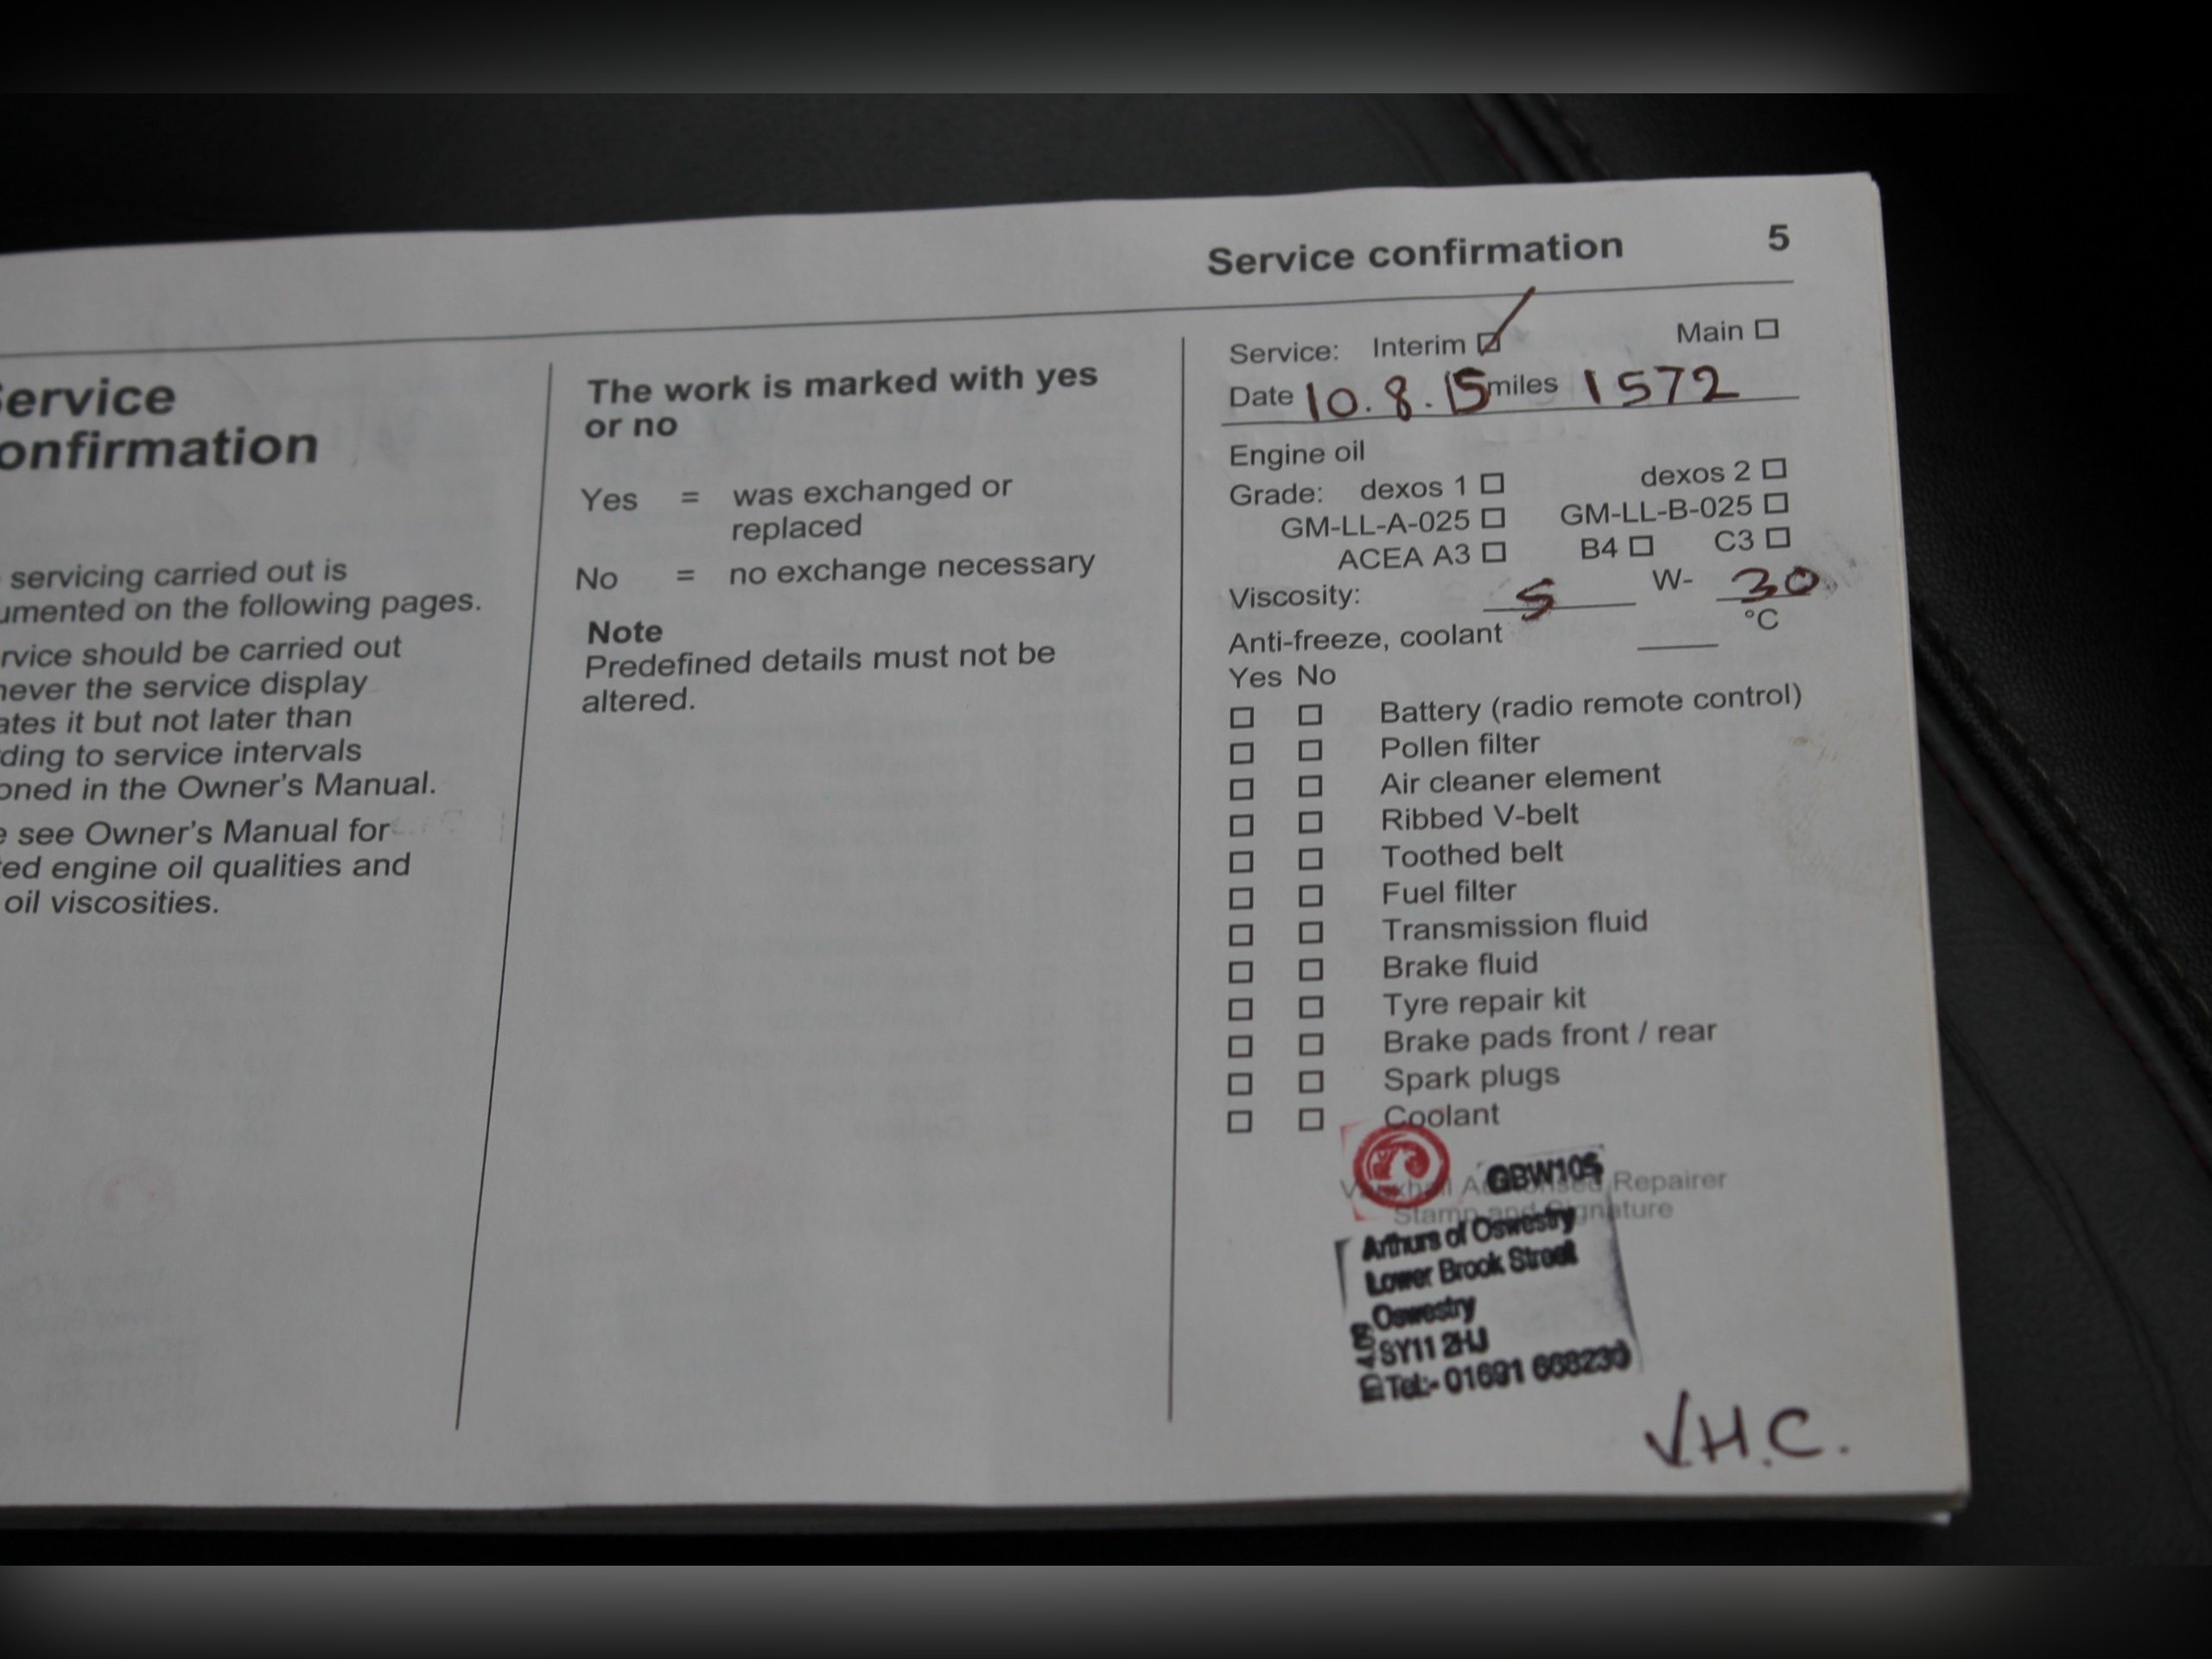 Service confirmation 5
Service
confirmation
servicing carried out is
umented on the following pages.
rvice should be carried out
never the service display
ates it but not later than
ding to service intervals
oned in the Owner's Manual.
see Owner's Manual for
ed engine oil qualities and
oil viscosities.
The work is marked with yes
or no
Yes = was exchanged or
replaced
No = no exchange necessary
Note
Predefined details must not be
altered.
Service: Interim Main
Date 10.8.15 miles 1572
Engine oil
Grade: dexos 1 dexos 2
GM-LL-A-025 GM-LL-B-025
ACEA A3 B4 C3
Viscosity: 5 W- 30
Anti-freeze, coolant °C
Yes No
Battery (radio remote control)
Pollen filter
Air cleaner element
Ribbed V-belt
Toothed belt
Fuel filter
Transmission fluid
Brake fluid
Tyre repair kit
Brake pads front / rear
Spark plugs
Coolant
GBW105
Vauxhall Authorised Repairer
Stamp and Signature
Arthurs of Oswestry
Lower Brook Street
Oswestry
SY11 2HJ
Tel:- 01691 668230
V.H.C.